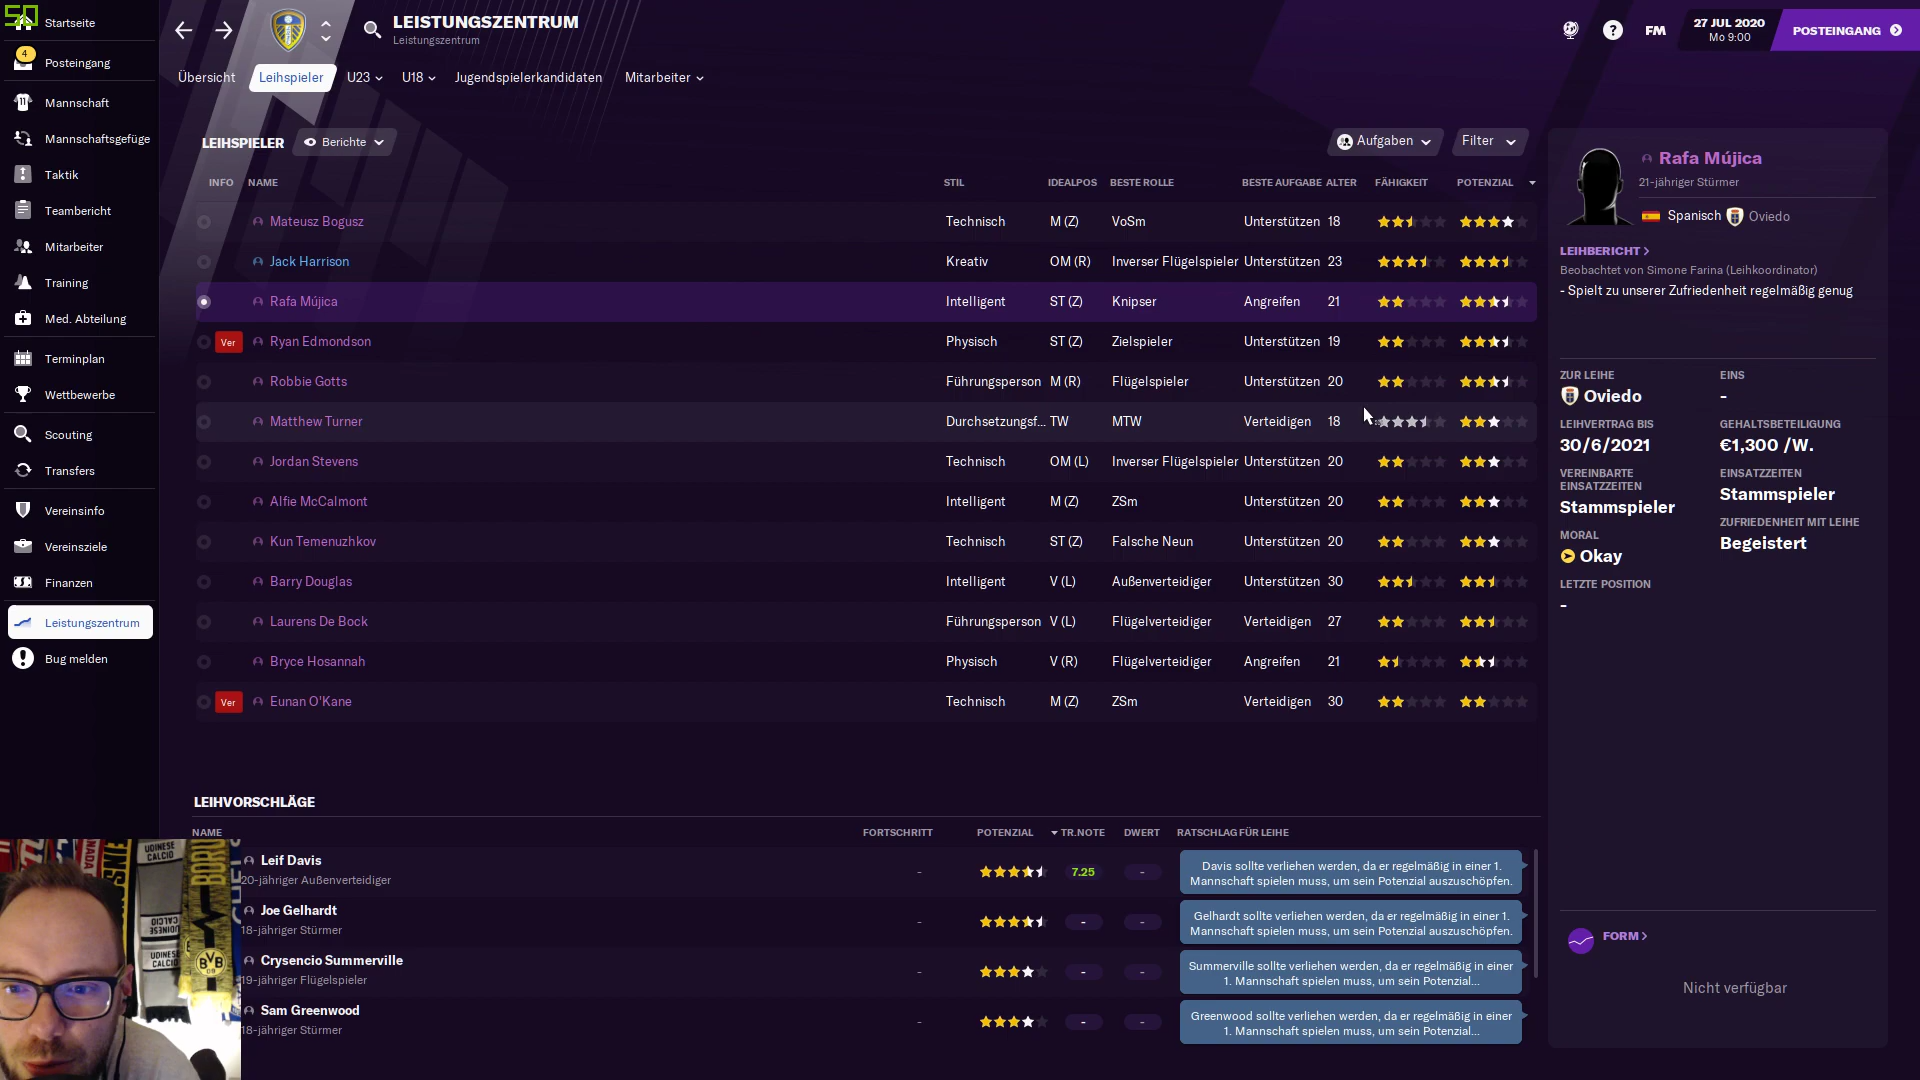 50
Startseite
4
Posteingang
Mannschaft
Mannschaftsgefüge
Taktik
Teambericht
Mitarbeiter
Training
Med. Abteilung
Terminplan
Wettbewerbe
Scouting
Transfers
Vereinsinfo
Vereinsziele
Finanzen
Leistungszentrum
Bug melden
LEISTUNGSZENTRUM
Leistungszentrum
FM
27 JUL 2020
Mo 9:00
POSTEINGANG
Übersicht Leihspieler U23 U18 Jugendspielerkandidaten Mitarbeiter
LEIHSPIELER Berichte Aufgaben Filter
INFO NAME STIL IDEALPOS BESTE ROLLE BESTE AUFGABE ALTER FÄHIGKEIT POTENZIAL
Mateusz Bogusz Technisch M (Z) VoSm Unterstützen 18
Jack Harrison Kreativ OM (R) Inverser Flügelspieler Unterstützen 23
Rafa Mújica Intelligent ST (Z) Knipser Angreifen 21
Ver Ryan Edmondson Physisch ST (Z) Zielspieler Unterstützen 19
Robbie Gotts Führungsperson M (R) Flügelspieler Unterstützen 20
Matthew Turner Durchsetzungsf... TW MTW Verteidigen 18
Jordan Stevens Technisch OM (L) Inverser Flügelspieler Unterstützen 20
Alfie McCalmont Intelligent M (Z) ZSm Unterstützen 20
Kun Temenuzhkov Technisch ST (Z) Falsche Neun Unterstützen 20
Barry Douglas Intelligent V (L) Außenverteidiger Unterstützen 30
Laurens De Bock Führungsperson V (L) Flügelverteidiger Verteidigen 27
Bryce Hosannah Physisch V (R) Flügelverteidiger Angreifen 21
Ver Eunan O'Kane Technisch M (Z) ZSm Verteidigen 30
LEIHVORSCHLÄGE
NAME FORTSCHRITT POTENZIAL TR.NOTE DWERT RATSCHLAG FÜR LEIHE
Leif Davis
20-jähriger Außenverteidiger
- 7.25 -
Davis sollte verliehen werden, da er regelmäßig in einer 1.
Mannschaft spielen muss, um sein Potenzial auszuschöpfen.
Joe Gelhardt
18-jähriger Stürmer
- - -
Gelhardt sollte verliehen werden, da er regelmäßig in einer 1.
Mannschaft spielen muss, um sein Potenzial auszuschöpfen.
Crysencio Summerville
19-jähriger Flügelspieler
- - -
Summerville sollte verliehen werden, da er regelmäßig in einer
1. Mannschaft spielen muss, um sein Potenzial...
Sam Greenwood
18-jähriger Stürmer
- - -
Greenwood sollte verliehen werden, da er regelmäßig in einer
1. Mannschaft spielen muss, um sein Potenzial...
Rafa Mújica
21-jähriger Stürmer
Spanisch Oviedo
LEIHBERICHT
Beobachtet von Simone Farina (Leihkoordinator)
- Spielt zu unserer Zufriedenheit regelmäßig genug
ZUR LEIHE
Oviedo
EINS
-
LEIHVERTRAG BIS
30/6/2021
GEHALTSBETEILIGUNG
€1,300 /W.
VEREINBARTE
EINSATZZEITEN
Stammspieler
EINSATZZEITEN
Stammspieler
MORAL
Okay
ZUFRIEDENHEIT MIT LEIHE
Begeistert
LETZTE POSITION
-
FORM
Nicht verfügbar
UDINESE
CALCIO
UDINESE
CALCIO
BORU
BVB
09